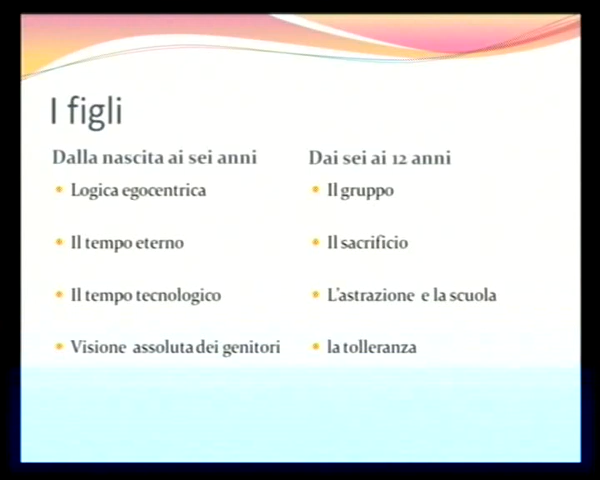 I figli
Dalla nascita ai sei anni
Logica egocentrica
Il tempo eterno
Il tempo tecnologico
Visione assoluta dei genitori
Dai sei ai 12 anni
Il gruppo
Il sacrificio
L'astrazione e la scuola
la tolleranza